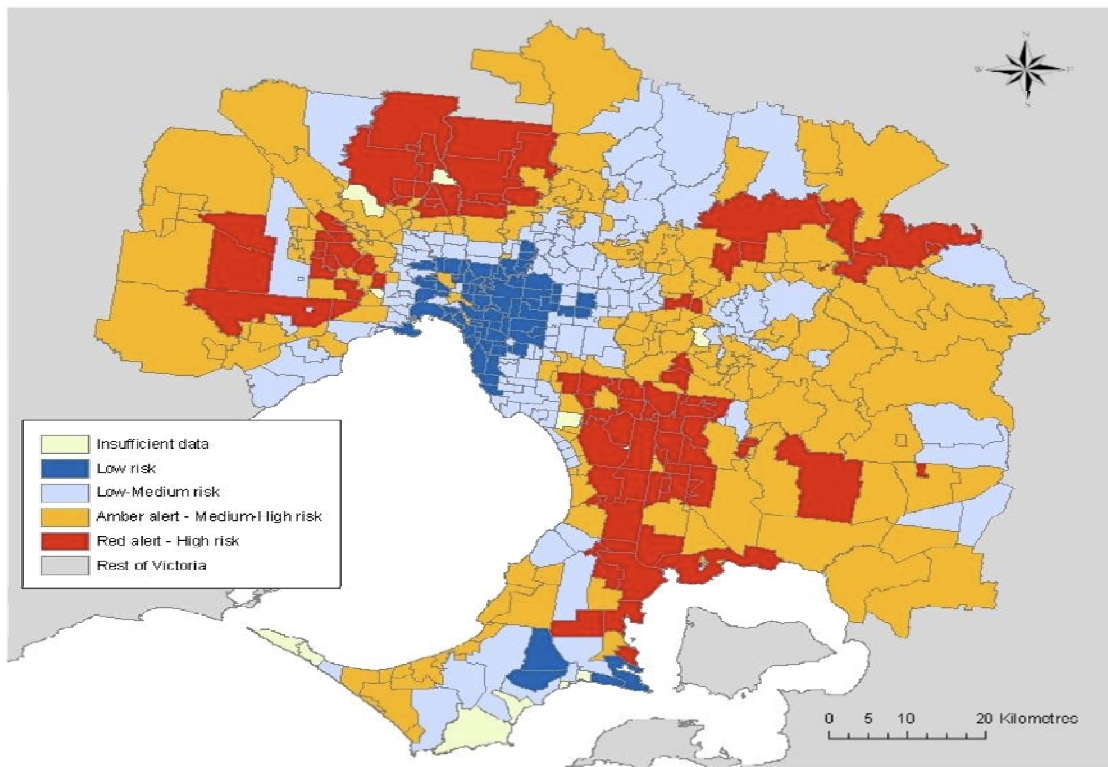 N
W
E
S
Insufficient data
Low risk
Low-Medium risk
Amber alert - Medium-High risk
Red alert - High risk
Rest of Victoria
0 5 10 20 Kilometres